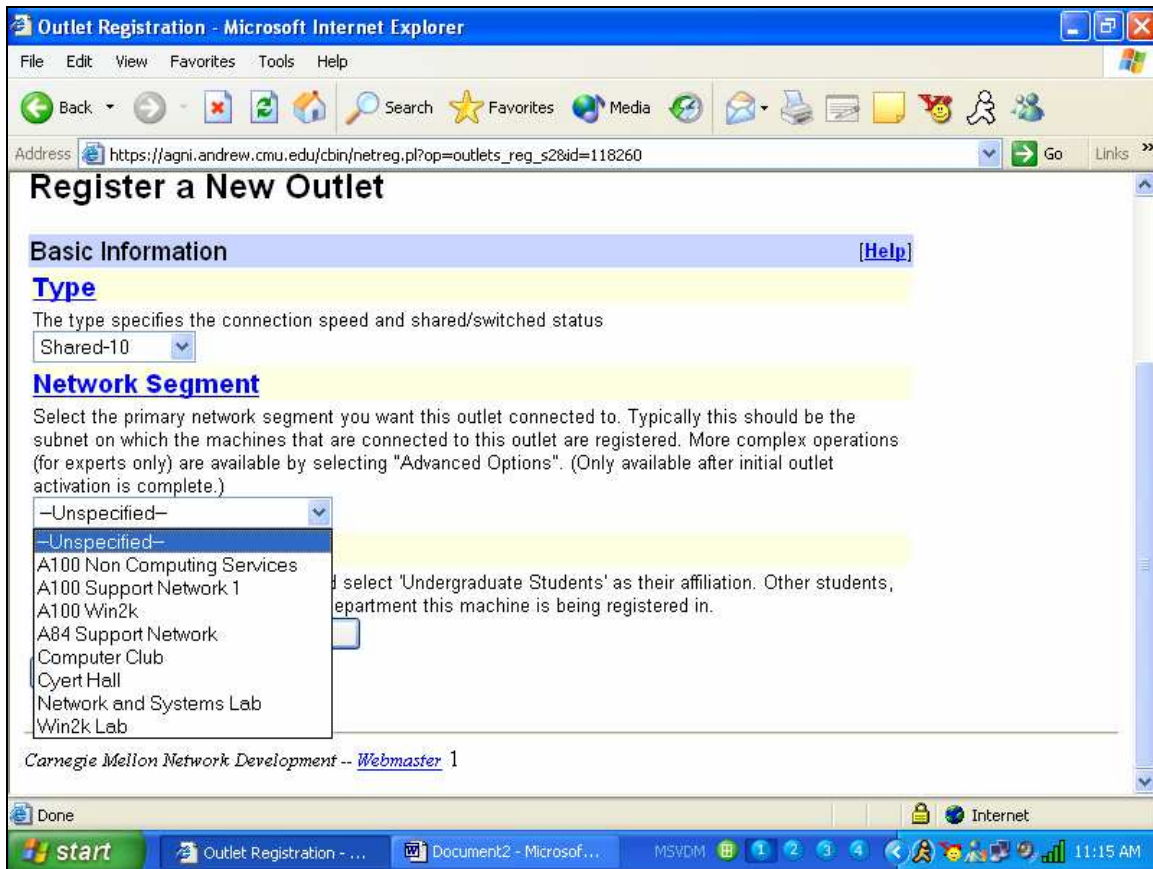 Outlet Registration - Microsoft Internet Explorer
File Edit View Favorites Tools Help
Back Search Favorites Media
Address https://agni.andrew.cmu.edu/cbin/netreg.pl?op=outlets_reg_s2&id=118260 Go Links »
Register a New Outlet
Basic Information [Help]
Type
The type specifies the connection speed and shared/switched status
Shared-10
Network Segment
Select the primary network segment you want this outlet connected to. Typically this should be the
subnet on which the machines that are connected to this outlet are registered. More complex operations
(for experts only) are available by selecting "Advanced Options". (Only available after initial outlet
activation is complete.)
--Unspecified--
--Unspecified--
A100 Non Computing Services
A100 Support Network 1
select 'Undergraduate Students' as their affiliation. Other students,
A100 Win2k
epartment this machine is being registered in.
A84 Support Network
Computer Club
Cyert Hall
Network and Systems Lab
Win2k Lab
Carnegie Mellon Network Development -- Webmaster 1
Done Internet
start Outlet Registration - ... Document2 - Microsof... MSVDM 1 2 3 4 11:15 AM